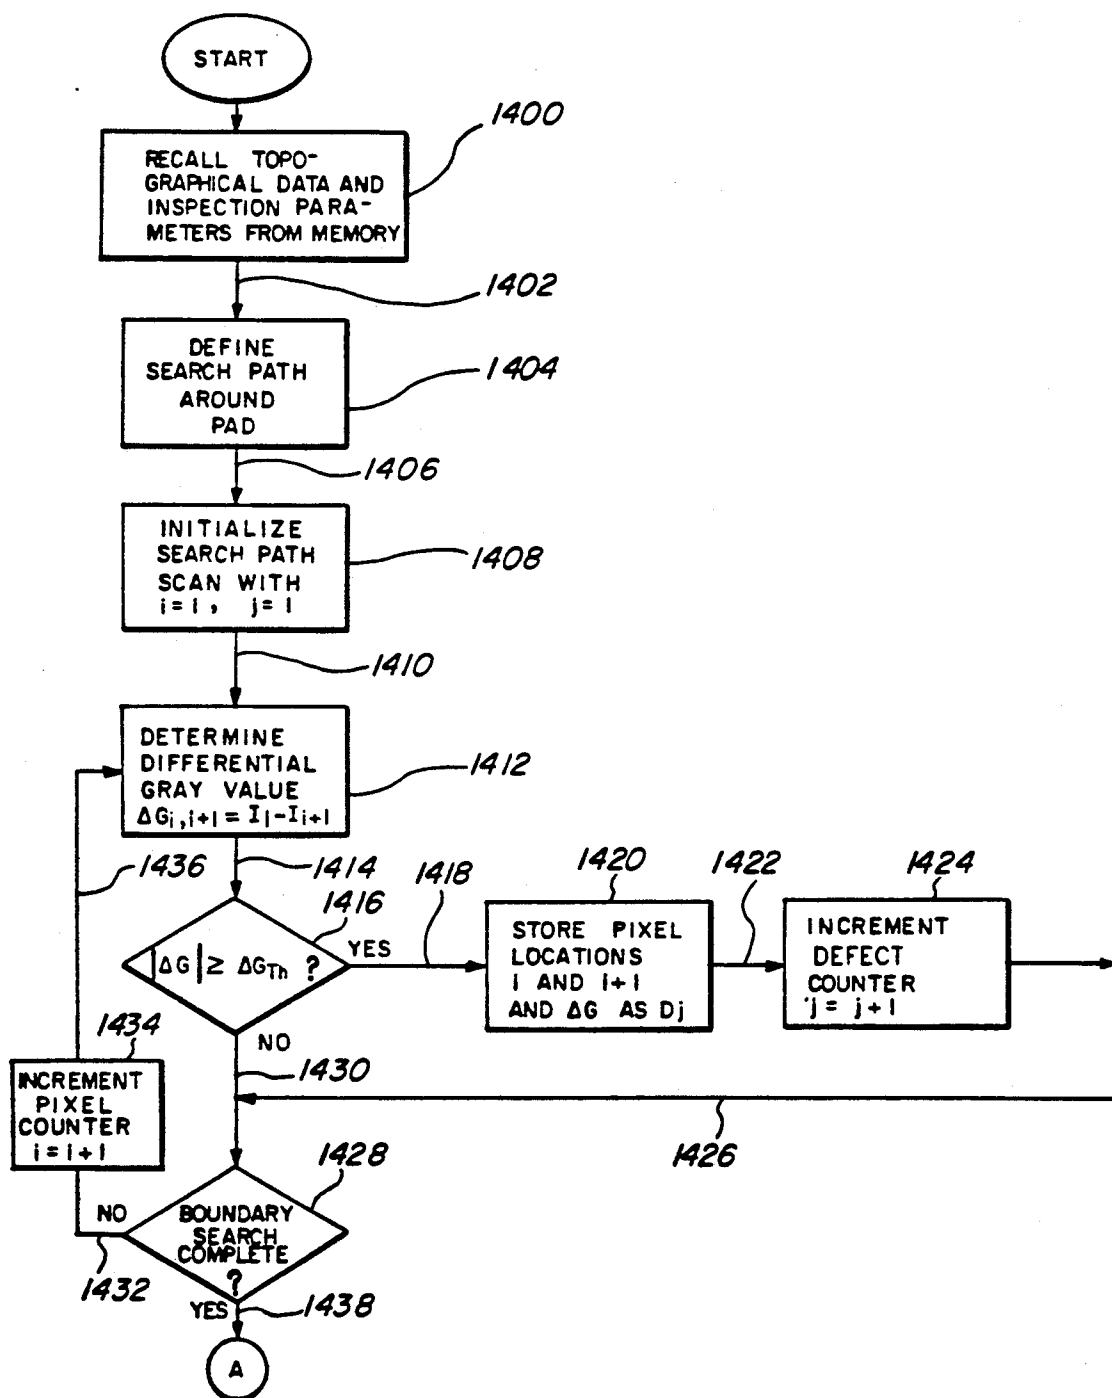 START
1400
RECALL TOPO-
GRAPHICAL DATA AND
INSPECTION PARA-
METERS FROM MEMORY
1402
DEFINE
SEARCH PATH
AROUND
PAD
1404
1406
INITIALIZE
SEARCH PATH
SCAN WITH
i = 1 , j = 1
1408
1410
DETERMINE
DIFFERENTIAL
GRAY VALUE
ΔGi,i+1 = Ii-Ii+1
1412
1414
1436
1416
|ΔG| ≥ ΔGTh ?
YES
1418
1420
STORE PIXEL
LOCATIONS
i AND i+1
AND ΔG AS Dj
1422
1424
INCREMENT
DEFECT
COUNTER
j = j+1
NO
1430
1434
INCREMENT
PIXEL
COUNTER
i = i+1
1426
1428
BOUNDARY
SEARCH
COMPLETE
?
NO
1432
YES
1438
A